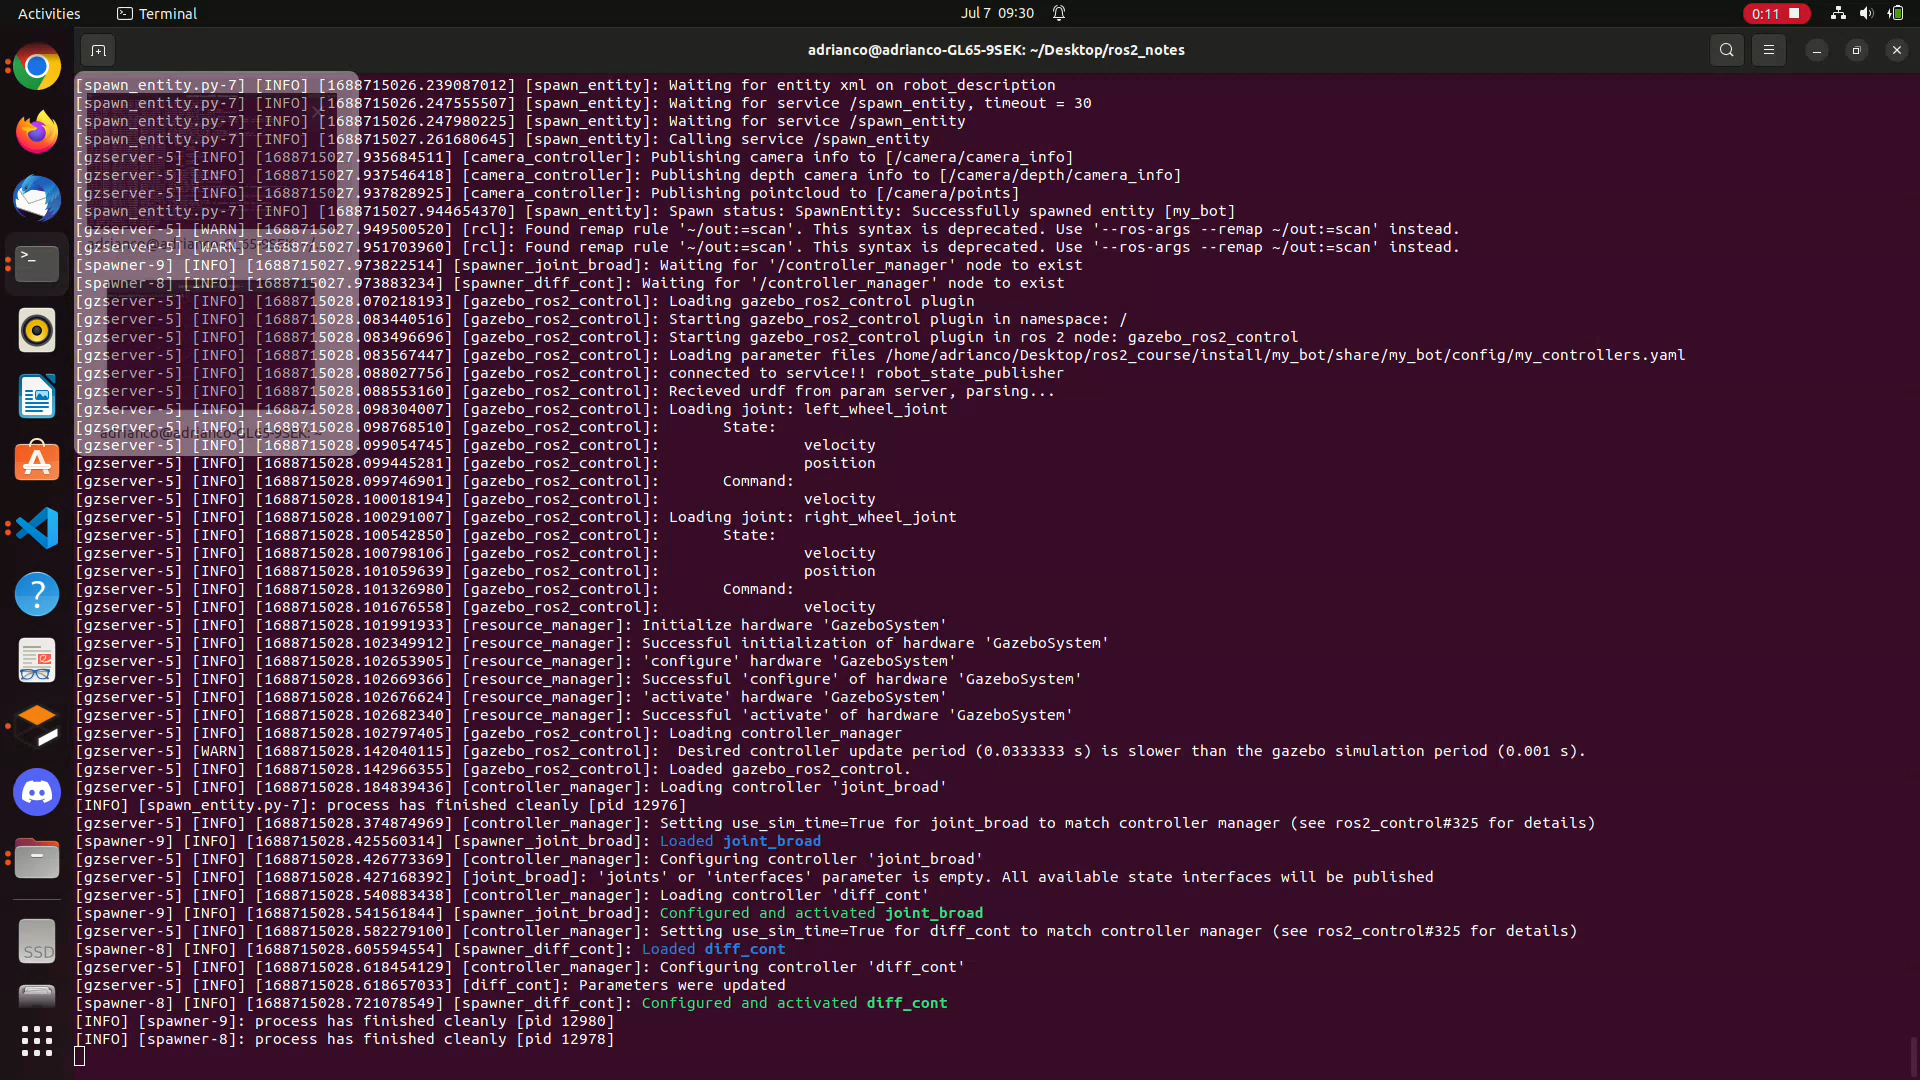 Activities
Terminal
Jul 7 09:30
0:11
adrianco@adrianco-GL65-9SEK: ~/Desktop/ros2_notes
[spawn_entity.py-7] [INFO] [1688715026.239087012] [spawn_entity]: Waiting for entity xml on robot_description
[spawn_entity.py-7] [INFO] [1688715026.247555507] [spawn_entity]: Waiting for service /spawn_entity, timeout = 30
[spawn_entity.py-7] [INFO] [1688715026.247980225] [spawn_entity]: Waiting for service /spawn_entity
[spawn_entity.py-7] [INFO] [1688715027.261680645] [spawn_entity]: Calling service /spawn_entity
[gzserver-5] [INFO] [1688715027.935684511] [camera_controller]: Publishing camera info to [/camera/camera_info]
[gzserver-5] [INFO] [1688715027.937546418] [camera_controller]: Publishing depth camera info to [/camera/depth/camera_info]
[gzserver-5] [INFO] [1688715027.937828925] [camera_controller]: Publishing pointcloud to [/camera/points]
[spawn_entity.py-7] [INFO] [1688715027.944654370] [spawn_entity]: Spawn status: SpawnEntity: Successfully spawned entity [my_bot]
[gzserver-5] [WARN] [1688715027.949500520] [rcl]: Found remap rule '~/out:=scan'. This syntax is deprecated. Use '--ros-args --remap ~/out:=scan' instead.
[gzserver-5] [WARN] [1688715027.951703960] [rcl]: Found remap rule '~/out:=scan'. This syntax is deprecated. Use '--ros-args --remap ~/out:=scan' instead.
[spawner-9] [INFO] [1688715027.973822514] [spawner_joint_broad]: Waiting for '/controller_manager' node to exist
[spawner-8] [INFO] [1688715027.973883234] [spawner_diff_cont]: Waiting for '/controller_manager' node to exist
[gzserver-5] [INFO] [1688715028.070218193] [gazebo_ros2_control]: Loading gazebo_ros2_control plugin
[gzserver-5] [INFO] [1688715028.083440516] [gazebo_ros2_control]: Starting gazebo_ros2_control plugin in namespace: /
[gzserver-5] [INFO] [1688715028.083496696] [gazebo_ros2_control]: Starting gazebo_ros2_control plugin in ros 2 node: gazebo_ros2_control
[gzserver-5] [INFO] [1688715028.083567447] [gazebo_ros2_control]: Loading parameter files /home/adrianco/Desktop/ros2_course/install/my_bot/share/my_bot/config/my_controllers.yaml
[gzserver-5] [INFO] [1688715028.088027756] [gazebo_ros2_control]: connected to service!! robot_state_publisher
[gzserver-5] [INFO] [1688715028.088553160] [gazebo_ros2_control]: Recieved urdf from param server, parsing...
[gzserver-5] [INFO] [1688715028.098304007] [gazebo_ros2_control]: Loading joint: left_wheel_joint
[gzserver-5] [INFO] [1688715028.098768510] [gazebo_ros2_control]: State:
[gzserver-5] [INFO] [1688715028.099054745] [gazebo_ros2_control]: velocity
[gzserver-5] [INFO] [1688715028.099445281] [gazebo_ros2_control]: position
[gzserver-5] [INFO] [1688715028.099746901] [gazebo_ros2_control]: Command:
[gzserver-5] [INFO] [1688715028.100018194] [gazebo_ros2_control]: velocity
[gzserver-5] [INFO] [1688715028.100291007] [gazebo_ros2_control]: Loading joint: right_wheel_joint
[gzserver-5] [INFO] [1688715028.100542850] [gazebo_ros2_control]: State:
[gzserver-5] [INFO] [1688715028.100798106] [gazebo_ros2_control]: velocity
[gzserver-5] [INFO] [1688715028.101059639] [gazebo_ros2_control]: position
[gzserver-5] [INFO] [1688715028.101326980] [gazebo_ros2_control]: Command:
[gzserver-5] [INFO] [1688715028.101676558] [gazebo_ros2_control]: velocity
[gzserver-5] [INFO] [1688715028.101991933] [resource_manager]: Initialize hardware 'GazeboSystem'
[gzserver-5] [INFO] [1688715028.102349912] [resource_manager]: Successful initialization of hardware 'GazeboSystem'
[gzserver-5] [INFO] [1688715028.102653905] [resource_manager]: 'configure' hardware 'GazeboSystem'
[gzserver-5] [INFO] [1688715028.102669366] [resource_manager]: Successful 'configure' of hardware 'GazeboSystem'
[gzserver-5] [INFO] [1688715028.102676624] [resource_manager]: 'activate' hardware 'GazeboSystem'
[gzserver-5] [INFO] [1688715028.102682340] [resource_manager]: Successful 'activate' of hardware 'GazeboSystem'
[gzserver-5] [INFO] [1688715028.102797405] [gazebo_ros2_control]: Loading controller_manager
[gzserver-5] [WARN] [1688715028.142040115] [gazebo_ros2_control]:  Desired controller update period (0.0333333 s) is slower than the gazebo simulation period (0.001 s).
[gzserver-5] [INFO] [1688715028.142966355] [gazebo_ros2_control]: Loaded gazebo_ros2_control.
[gzserver-5] [INFO] [1688715028.184839436] [controller_manager]: Loading controller 'joint_broad'
[INFO] [spawn_entity.py-7]: process has finished cleanly [pid 12976]
[gzserver-5] [INFO] [1688715028.374874969] [controller_manager]: Setting use_sim_time=True for joint_broad to match controller manager (see ros2_control#325 for details)
[spawner-9] [INFO] [1688715028.425560314] [spawner_joint_broad]: Loaded joint_broad
[gzserver-5] [INFO] [1688715028.426773369] [controller_manager]: Configuring controller 'joint_broad'
[gzserver-5] [INFO] [1688715028.427168392] [joint_broad]: 'joints' or 'interfaces' parameter is empty. All available state interfaces will be published
[gzserver-5] [INFO] [1688715028.540883438] [controller_manager]: Loading controller 'diff_cont'
[spawner-9] [INFO] [1688715028.541561844] [spawner_joint_broad]: Configured and activated joint_broad
[gzserver-5] [INFO] [1688715028.582279100] [controller_manager]: Setting use_sim_time=True for diff_cont to match controller manager (see ros2_control#325 for details)
[spawner-8] [INFO] [1688715028.605594554] [spawner_diff_cont]: Loaded diff_cont
[gzserver-5] [INFO] [1688715028.618454129] [controller_manager]: Configuring controller 'diff_cont'
[gzserver-5] [INFO] [1688715028.618657033] [diff_cont]: Parameters were updated
[spawner-8] [INFO] [1688715028.721078549] [spawner_diff_cont]: Configured and activated diff_cont
[INFO] [spawner-9]: process has finished cleanly [pid 12980]
[INFO] [spawner-8]: process has finished cleanly [pid 12978]
adrianco@adrianco-GL65-9SEK: ~
SSD